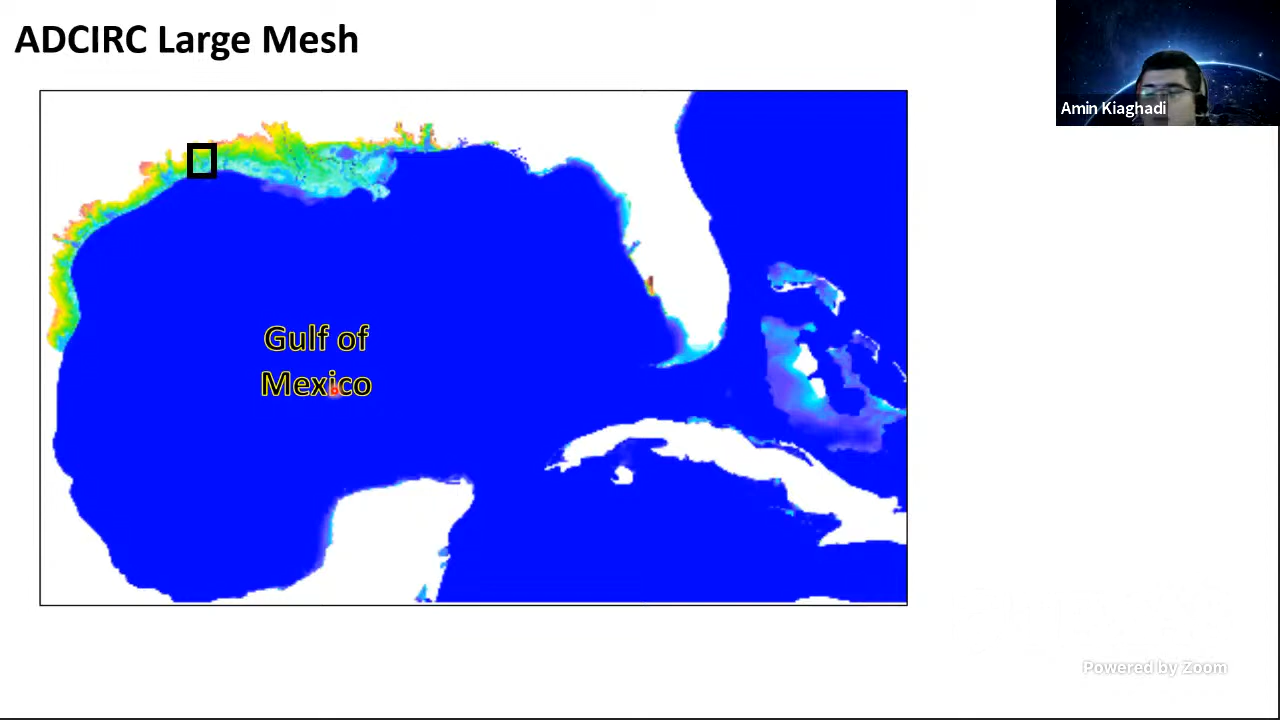 ADCIRC Large Mesh
Amin Kiaghadi
Gulf of
Mexico
Powered by Zoom